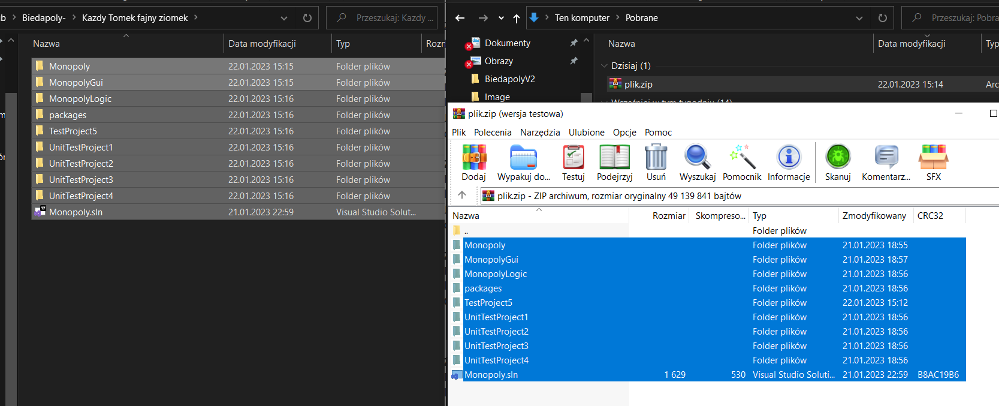 Biedapoly- > Kazdy Tomek fajny ziomek >
Przeszukaj: Kazdy ...
Nazwa Data modyfikacji Typ
Monopoly 22.01.2023 15:15 Folder plików
MonopolyGui 22.01.2023 15:15 Folder plików
MonopolyLogic 22.01.2023 15:16 Folder plików
packages 22.01.2023 15:16 Folder plików
TestProject5 22.01.2023 15:16 Folder plików
UnitTestProject1 22.01.2023 15:16 Folder plików
UnitTestProject2 22.01.2023 15:16 Folder plików
UnitTestProject3 22.01.2023 15:16 Folder plików
UnitTestProject4 22.01.2023 15:16 Folder plików
Monopoly.sln 21.01.2023 22:59 Visual Studio Solut...
Ten komputer > Pobrane
Przeszukaj: Pobra
Dokumenty
Obrazy
BiedapolyV2
Image
Nazwa Data modyfikacji Typ
Dzisiaj (1)
plik.zip 22.01.2023 15:14 Arc
Wcześniej w tym tygodniu (14)
plik.zip (wersja testowa)
Plik Polecenia Narzędzia Ulubione Opcje Pomoc
Dodaj Wypakuj do... Testuj Podejrzyj Usuń Wyszukaj Pomocnik Informacje Skanuj Komentarz... SFX
plik.zip - ZIP archiwum, rozmiar oryginalny 49 139 841 bajtów
Nazwa Rozmiar Skompreso... Typ Zmodyfikowany CRC32
.. Folder plików
Monopoly Folder plików 21.01.2023 18:55
MonopolyGui Folder plików 21.01.2023 18:57
MonopolyLogic Folder plików 21.01.2023 18:56
packages Folder plików 21.01.2023 18:56
TestProject5 Folder plików 22.01.2023 15:12
UnitTestProject1 Folder plików 21.01.2023 18:56
UnitTestProject2 Folder plików 21.01.2023 18:56
UnitTestProject3 Folder plików 21.01.2023 18:56
UnitTestProject4 Folder plików 21.01.2023 18:56
Monopoly.sln 1 629 530 Visual Studio Soluti... 21.01.2023 22:59 B8AC19B6